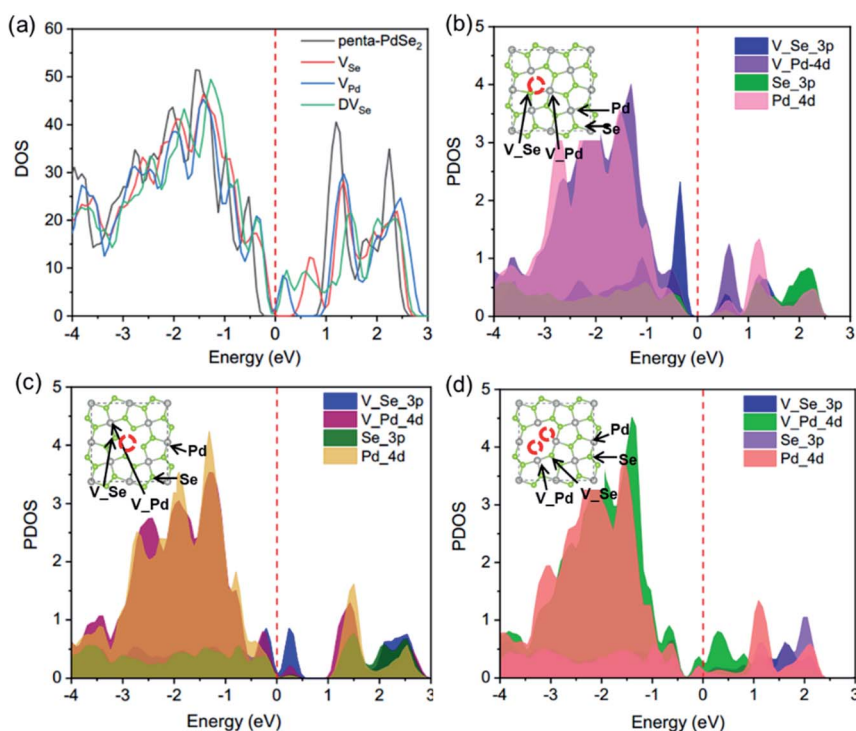 (a)
DOS
60
50
40
30
20
10
0
-4 -3 -2 -1 0 1 2 3
Energy (eV)
penta-PdSe2
VSe
VPd
DVSe
(b)
PDOS
5
4
3
2
1
0
-4 -3 -2 -1 0 1 2 3
Energy (eV)
V_Se_3p
V_Pd-4d
Se_3p
Pd_4d
Pd
Se
V_Se V_Pd
(c)
PDOS
5
4
3
2
1
0
-4 -3 -2 -1 0 1 2 3
Energy (eV)
V_Se_3p
V_Pd_4d
Se_3p
Pd_4d
Pd
Se
V_Se
V_Pd
(d)
PDOS
5
4
3
2
1
0
-4 -3 -2 -1 0 1 2 3
Energy (eV)
V_Se_3p
V_Pd_4d
Se_3p
Pd_4d
Pd
Se
V_Pd V_Se